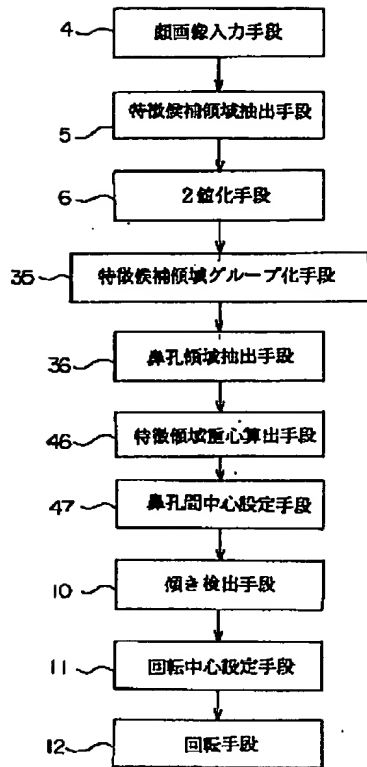 4 顔画像入力手段
5 特徴候補領域抽出手段
6 2値化手段
35 特徴候補領域グループ化手段
36 鼻孔領域抽出手段
46 特徴領域重心算出手段
47 鼻孔間中心設定手段
10 傾き検出手段
11 回転中心設定手段
12 回転手段